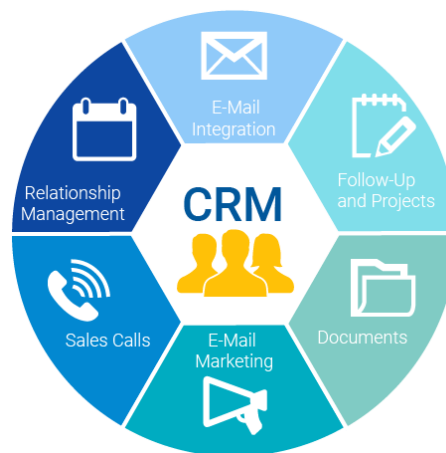 E-Mail
Integration
Follow-Up
and Projects
Documents
E-Mail
Marketing
Sales Calls
Relationship
Management
CRM